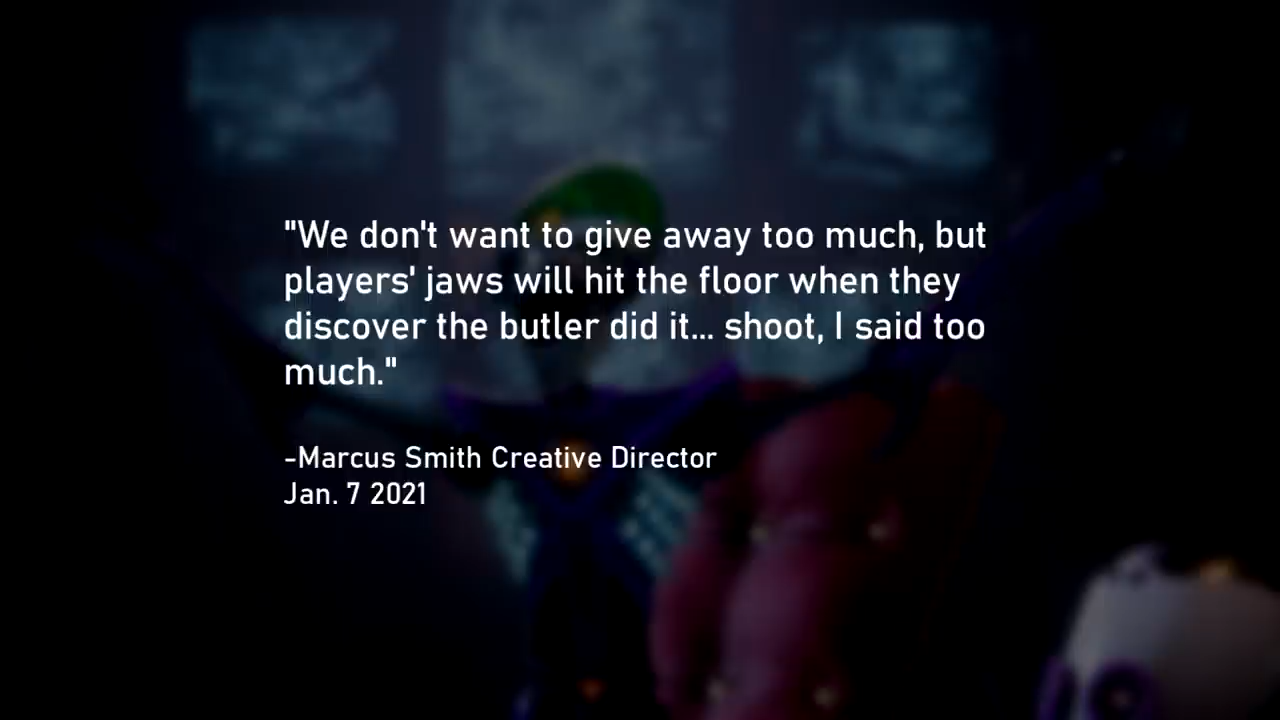 "We don't want to give away too much, but
players' jaws will hit the floor when they
discover the butler did it... shoot, I said too
much."
-Marcus Smith Creative Director
Jan. 7 2021